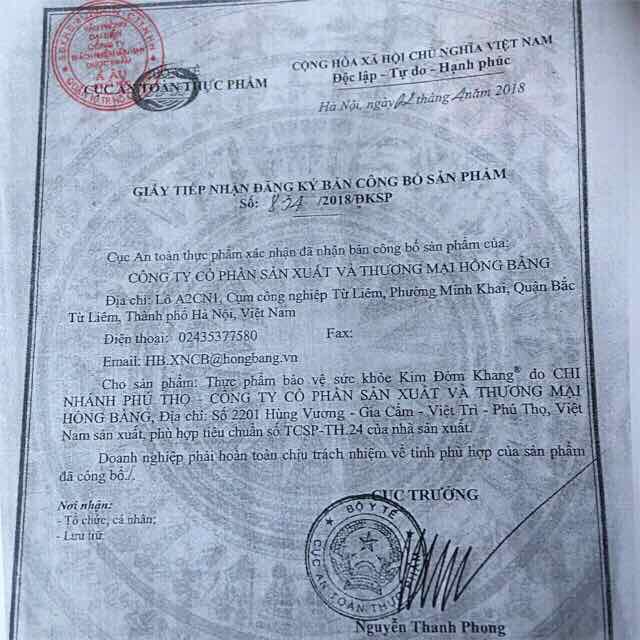 CỤC AN TOÀN THỰC PHẨM
CỘNG HÒA XÃ HỘI CHỦ NGHĨA VIỆT NAM
Độc lập - Tự do - Hạnh phúc
Hà Nội, ngày 02 tháng 4 năm 2018
GIẤY TIẾP NHẬN ĐĂNG KÝ BẢN CÔNG BỐ SẢN PHẨM
Số: /2018/ĐKSP
Cục An toàn thực phẩm xác nhận đã nhận bản công bố sản phẩm của:
CÔNG TY CỔ PHẦN SẢN XUẤT VÀ THƯƠNG MẠI HỒNG BÀNG
Địa chỉ: Lô A2CN1, Cụm công nghiệp Từ Liêm, Phường Minh Khai, Quận Bắc
Từ Liêm, Thành phố Hà Nội, Việt Nam
Điện thoại: 02435377580 Fax:
Email: HB.XNCB@hongbang.vn
Cho sản phẩm: Thực phẩm bảo vệ sức khỏe Kim Đờm Khang® do CHI
NHÁNH PHÚ THỌ - CÔNG TY CỔ PHẦN SẢN XUẤT VÀ THƯƠNG MẠI
HỒNG BÀNG, Địa chỉ: Số 2201 Hùng Vương - Gia Cẩm - Việt Trì - Phú Thọ, Việt
Nam sản xuất, phù hợp tiêu chuẩn số TCSP-TH.24 của nhà sản xuất.
Doanh nghiệp phải hoàn toàn chịu trách nhiệm về tính phù hợp của sản phẩm
đã công bố./.
Nơi nhận:
- Tổ chức, cá nhân;
- Lưu trữ.
CỤC TRƯỞNG
BỘ Y TẾ
CỤC AN TOÀN THỰC PHẨM
Nguyễn Thanh Phong